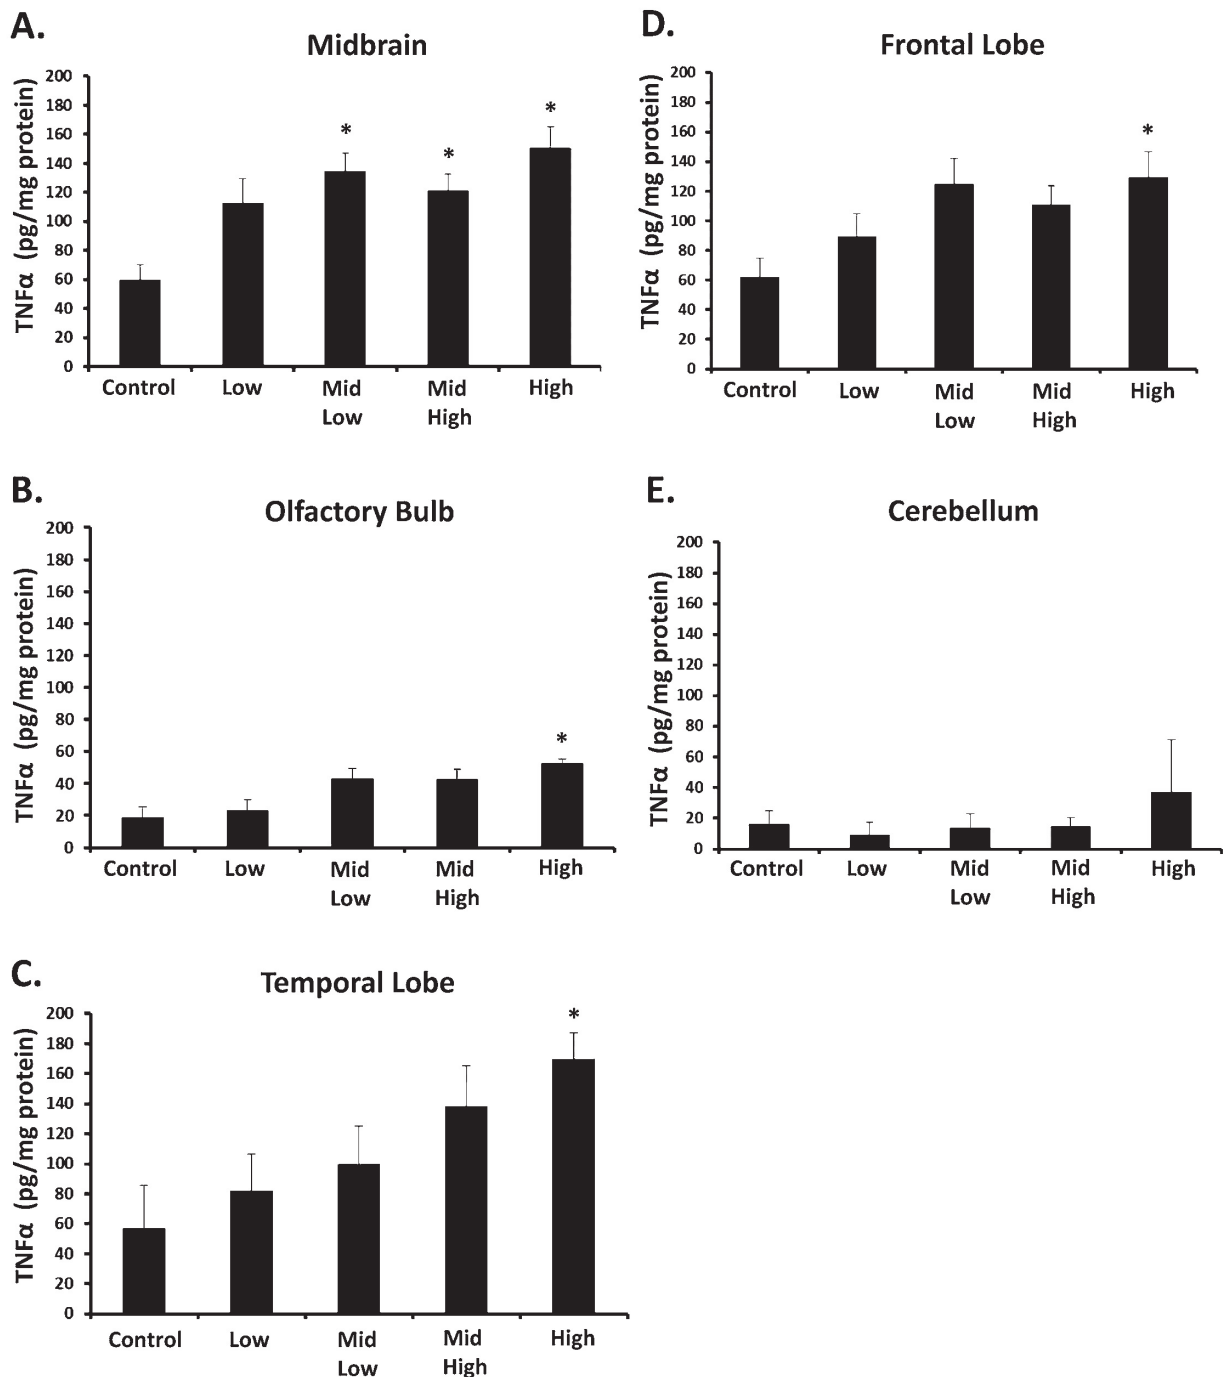 A.
Midbrain
TNFα (pg/mg protein)
200
180
160
140
120
100
80
60
40
20
0
*
*
*
Control
Low
Mid
Low
Mid
High
High
B.
Olfactory Bulb
TNFα (pg/mg protein)
200
180
160
140
120
100
80
60
40
20
0
*
Control
Low
Mid
Low
Mid
High
High
C.
Temporal Lobe
TNFα (pg/mg protein)
200
180
160
140
120
100
80
60
40
20
0
*
Control
Low
Mid
Low
Mid
High
High
D.
Frontal Lobe
TNFα (pg/mg protein)
200
180
160
140
120
100
80
60
40
20
0
*
Control
Low
Mid
Low
Mid
High
High
E.
Cerebellum
TNFα (pg/mg protein)
200
180
160
140
120
100
80
60
40
20
0
Control
Low
Mid
Low
Mid
High
High